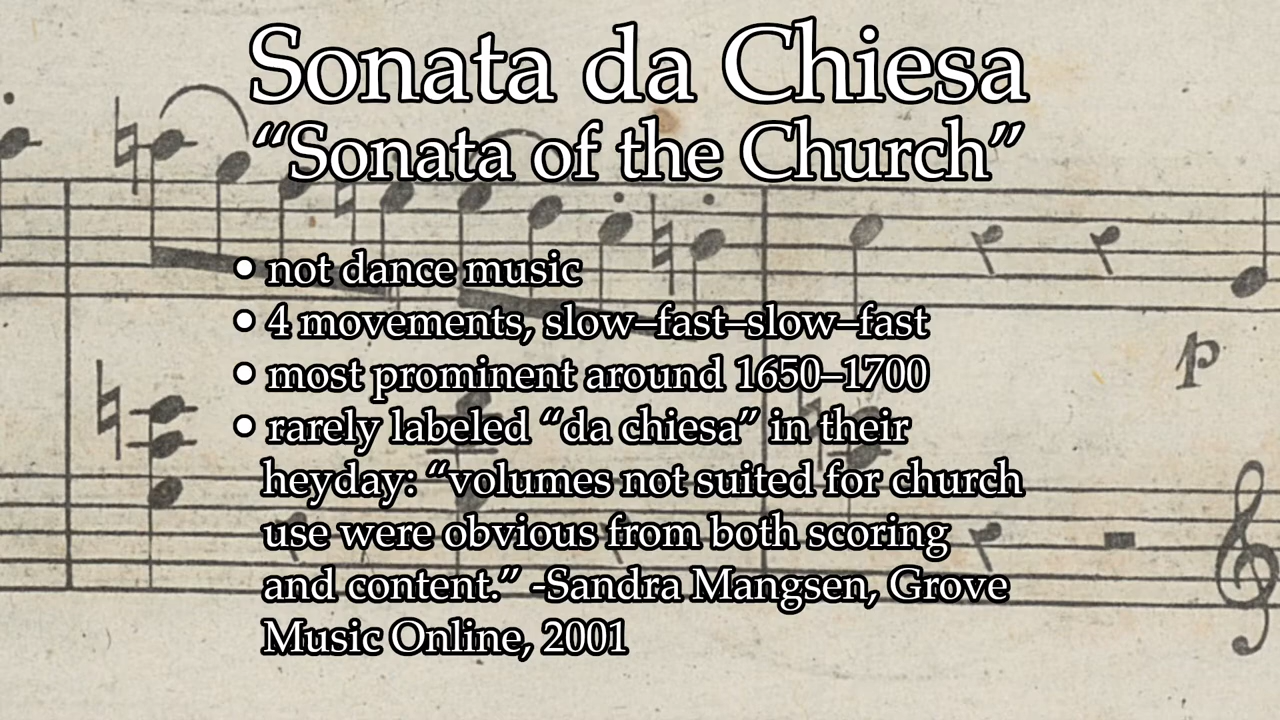 Sonata da Chiesa
“Sonata of the Church”
• not dance music
• 4 movements, slow–fast–slow–fast
• most prominent around 1650–1700
• rarely labeled “da chiesa” in their
heyday: “volumes not suited for church
use were obvious from both scoring
and content.” -Sandra Mangsen, Grove
Music Online, 2001
p